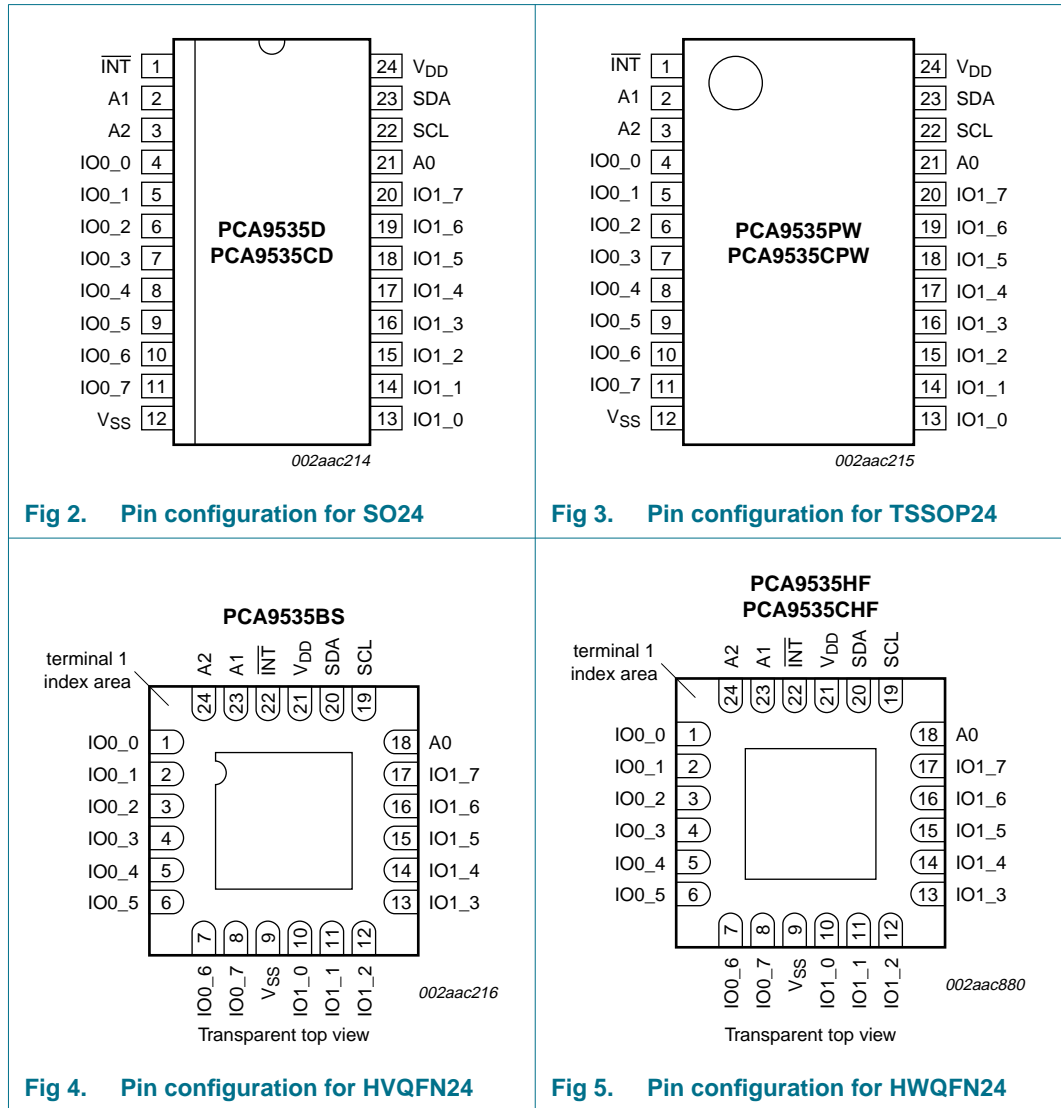 INT 1
A1 2
A2 3
IO0_0 4
IO0_1 5
IO0_2 6
IO0_3 7
IO0_4 8
IO0_5 9
IO0_6 10
IO0_7 11
VSS 12
PCA9535D
PCA9535CD
24 VDD
23 SDA
22 SCL
21 A0
20 IO1_7
19 IO1_6
18 IO1_5
17 IO1_4
16 IO1_3
15 IO1_2
14 IO1_1
13 IO1_0
002aac214
Fig 2. Pin configuration for SO24
INT 1
A1 2
A2 3
IO0_0 4
IO0_1 5
IO0_2 6
IO0_3 7
IO0_4 8
IO0_5 9
IO0_6 10
IO0_7 11
VSS 12
PCA9535PW
PCA9535CPW
24 VDD
23 SDA
22 SCL
21 A0
20 IO1_7
19 IO1_6
18 IO1_5
17 IO1_4
16 IO1_3
15 IO1_2
14 IO1_1
13 IO1_0
002aac215
Fig 3. Pin configuration for TSSOP24
PCA9535BS
terminal 1
index area
A2 A1 INT VDD SDA SCL
24 23 22 21 20 19
IO0_0 1
IO0_1 2
IO0_2 3
IO0_3 4
IO0_4 5
IO0_5 6
18 A0
17 IO1_7
16 IO1_6
15 IO1_5
14 IO1_4
13 IO1_3
7 8 9 10 11 12
IO0_6 IO0_7 VSS IO1_0 IO1_1 IO1_2
002aac216
Transparent top view
Fig 4. Pin configuration for HVQFN24
PCA9535HF
PCA9535CHF
terminal 1
index area
A2 A1 INT VDD SDA SCL
24 23 22 21 20 19
IO0_0 1
IO0_1 2
IO0_2 3
IO0_3 4
IO0_4 5
IO0_5 6
18 A0
17 IO1_7
16 IO1_6
15 IO1_5
14 IO1_4
13 IO1_3
7 8 9 10 11 12
IO0_6 IO0_7 VSS IO1_0 IO1_1 IO1_2
002aac880
Transparent top view
Fig 5. Pin configuration for HWQFN24